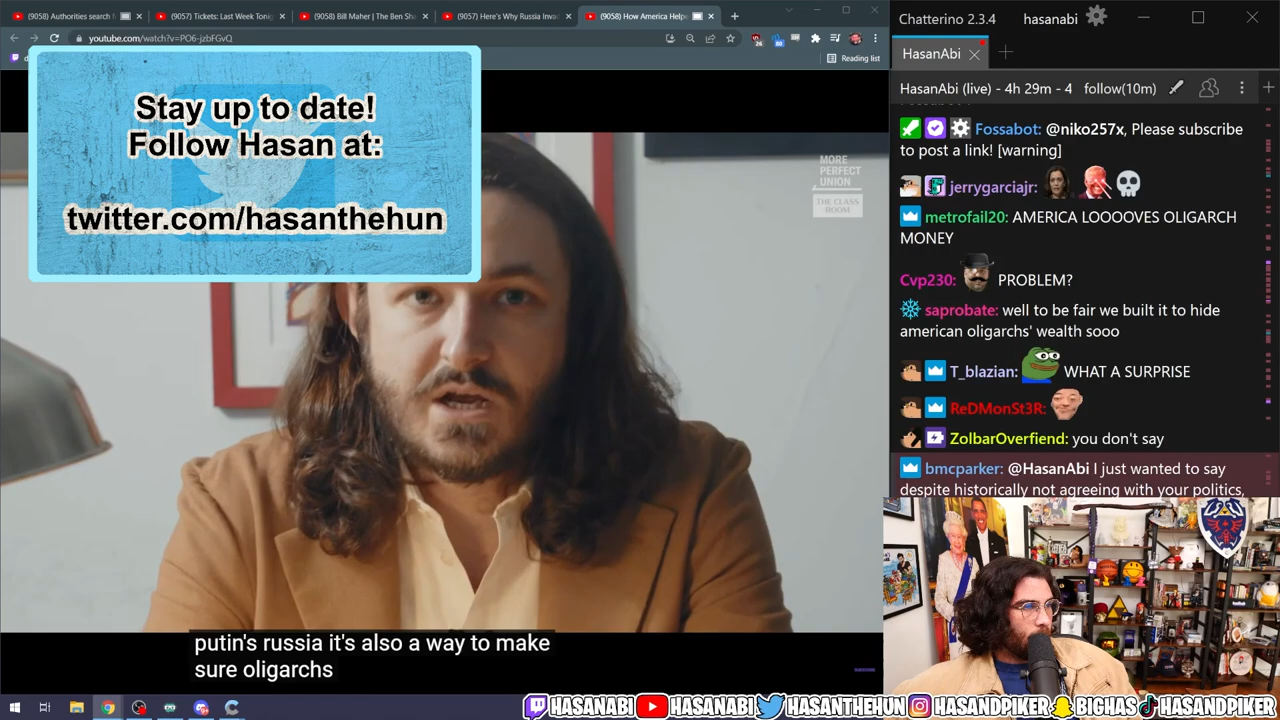 (9058) Authorities search f
(9057) Tickets: Last Week Tonig
(9058) Bill Maher | The Ben Sha
(9057) Here's Why Russia Invad
(9058) How America Helpe
youtube.com/watch?v=PO6-jzbFGvQ
Reading list
Stay up to date!
Follow Hasan at:
twitter.com/hasanthehun
MORE
PERFECT
UNION
THE CLASS
ROOM
putin's russia it's also a way to make
sure oligarchs
Chatterino 2.3.4
hasanabi
HasanAbi
HasanAbi (live) - 4h 29m - 4
follow(10m)
Fossabot: @niko257x, Please subscribe
to post a link! [warning]
jerrygarciajr:
metrofail20: AMERICA LOOOOVES OLIGARCH
MONEY
Cvp230: PROBLEM?
saprobate: well to be fair we built it to hide
american oligarchs' wealth sooo
T_blazian: WHAT A SURPRISE
ReDMonSt3R:
ZolbarOverfiend: you don't say
bmcparker: @HasanAbi I just wanted to say
despite historically not agreeing with your politics,
HASANABI HASANABI HASANTHEHUN HASANDPIKER BIGHAS HASANDPIKER